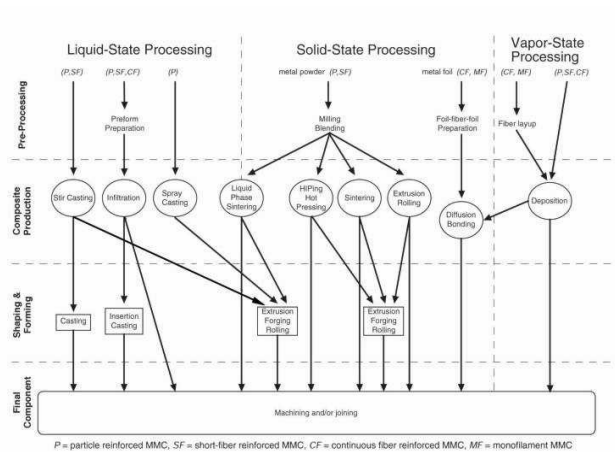 Liquid-State Processing
Solid-State Processing
Vapor-State
Processing
(P,SF)
(P,SF,CF)
(P)
metal powder (P,SF)
metal foil (CF, MF)
(CF, MF)
(P,SF,CF)
Pre-Processing
Preform
Preparation
Milling
Blending
Foil-fiber-foil
Preparation
Fiber layup
Composite
Production
Stir Casting
Infiltration
Spray
Casting
Liquid
Phase
Sintering
HIPing
Hot
Pressing
Sintering
Extrusion
Rolling
Diffusion
Bonding
Deposition
Shaping &
Forming
Casting
Insertion
Casting
Extrusion
Forging
Rolling
Extrusion
Forging
Rolling
Final
Component
Machining and/or joining
P = particle reinforced MMC, SF = short-fiber reinforced MMC, CF = continuous fiber reinforced MMC, MF = monofilament MMC